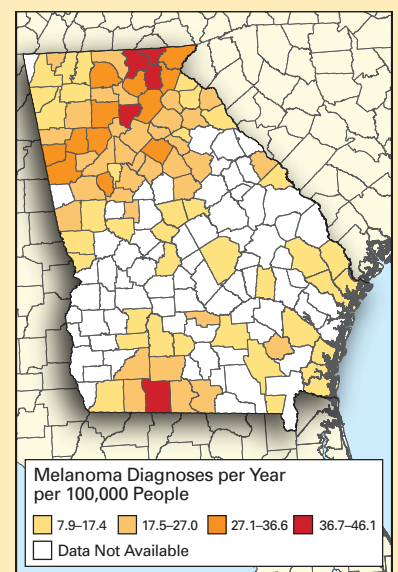 Melanoma Diagnoses per Year
per 100,000 People
7.9–17.4 17.5–27.0 27.1–36.6 36.7–46.1
Data Not Available